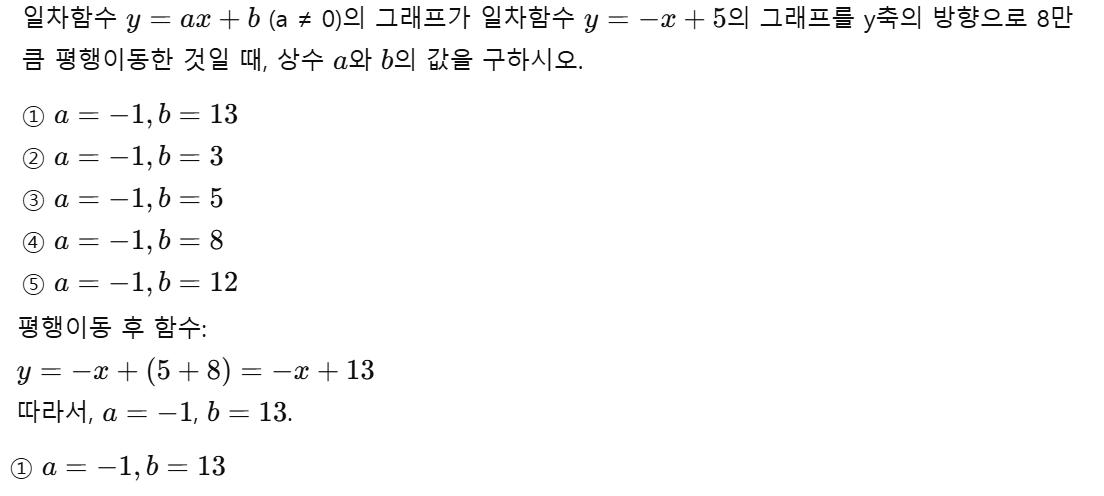 일차함수 y = ax + b (a ≠ 0)의 그래프가 일차함수 y = −x + 5의 그래프를 y축의 방향으로 8만
큼 평행이동한 것일 때, 상수 a와 b의 값을 구하시오.
① a = −1, b = 13
② a = −1, b = 3
③ a = −1, b = 5
④ a = −1, b = 8
⑤ a = −1, b = 12
평행이동 후 함수:
y = −x + (5 + 8) = −x + 13
따라서, a = −1, b = 13.
① a = −1, b = 13